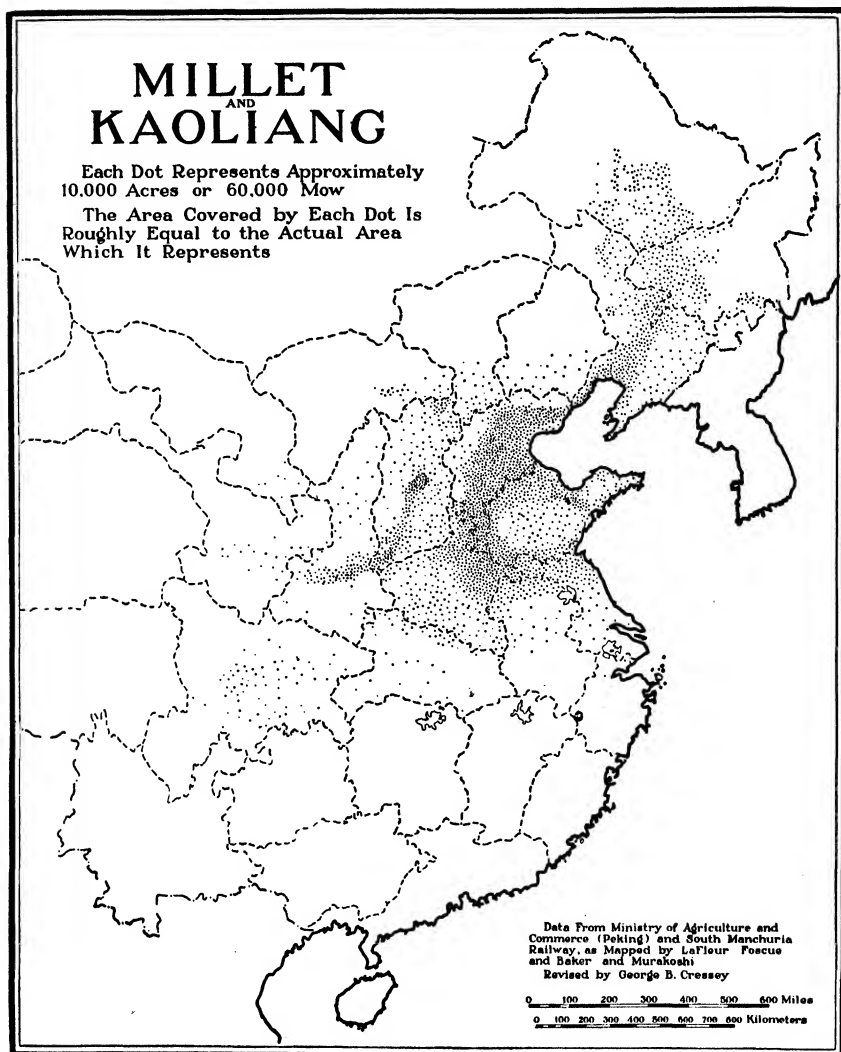 MILLET
AND
KAOLIANG
Each Dot Represents Approximately
10,000 Acres or 60,000 Mow
The Area Covered by Each Dot Is
Roughly Equal to the Actual Area
Which It Represents
Data From Ministry of Agriculture and
Commerce (Peking) and South Manchuria
Railway, as Mapped by LaFleur Foscue
and Baker and Murakoshi
Revised by George B. Cressey
0 100 200 300 400 500 600 Miles
0 100 200 300 400 500 600 700 800 Kilometers